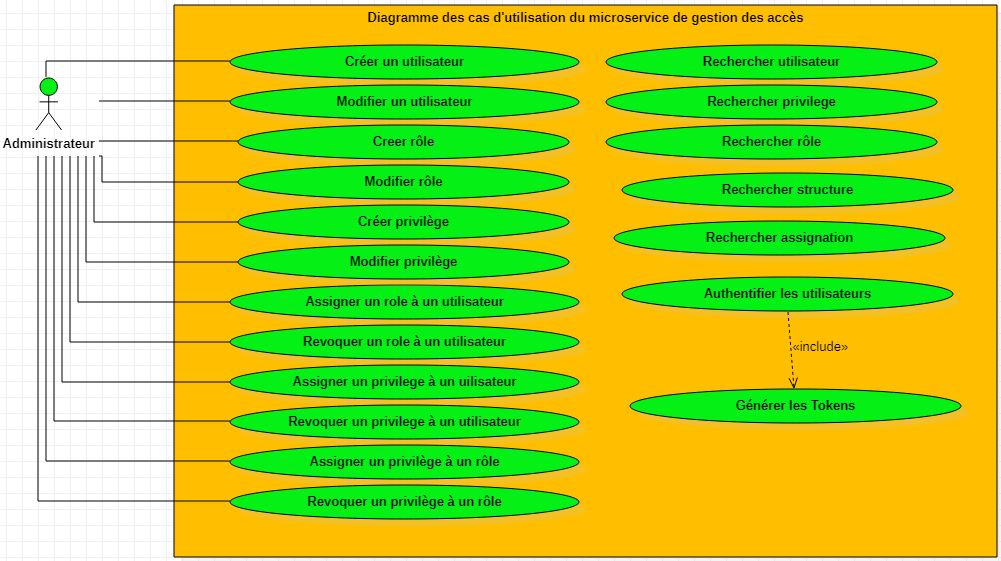 Diagramme des cas d'utilisation du microservice de gestion des accès
Administrateur
Créer un utilisateur
Modifier un utilisateur
Creer rôle
Modifier rôle
Créer privilège
Modifier privilège
Assigner un role à un utilisateur
Revoquer un role à un utilisateur
Assigner un privilege à un uilisateur
Revoquer un privilege à un utilisateur
Assigner un privilège à un rôle
Revoquer un privilège à un rôle
Rechercher utilisateur
Rechercher privilege
Rechercher rôle
Rechercher structure
Rechercher assignation
Authentifier les utilisateurs
«include»
Générer les Tokens